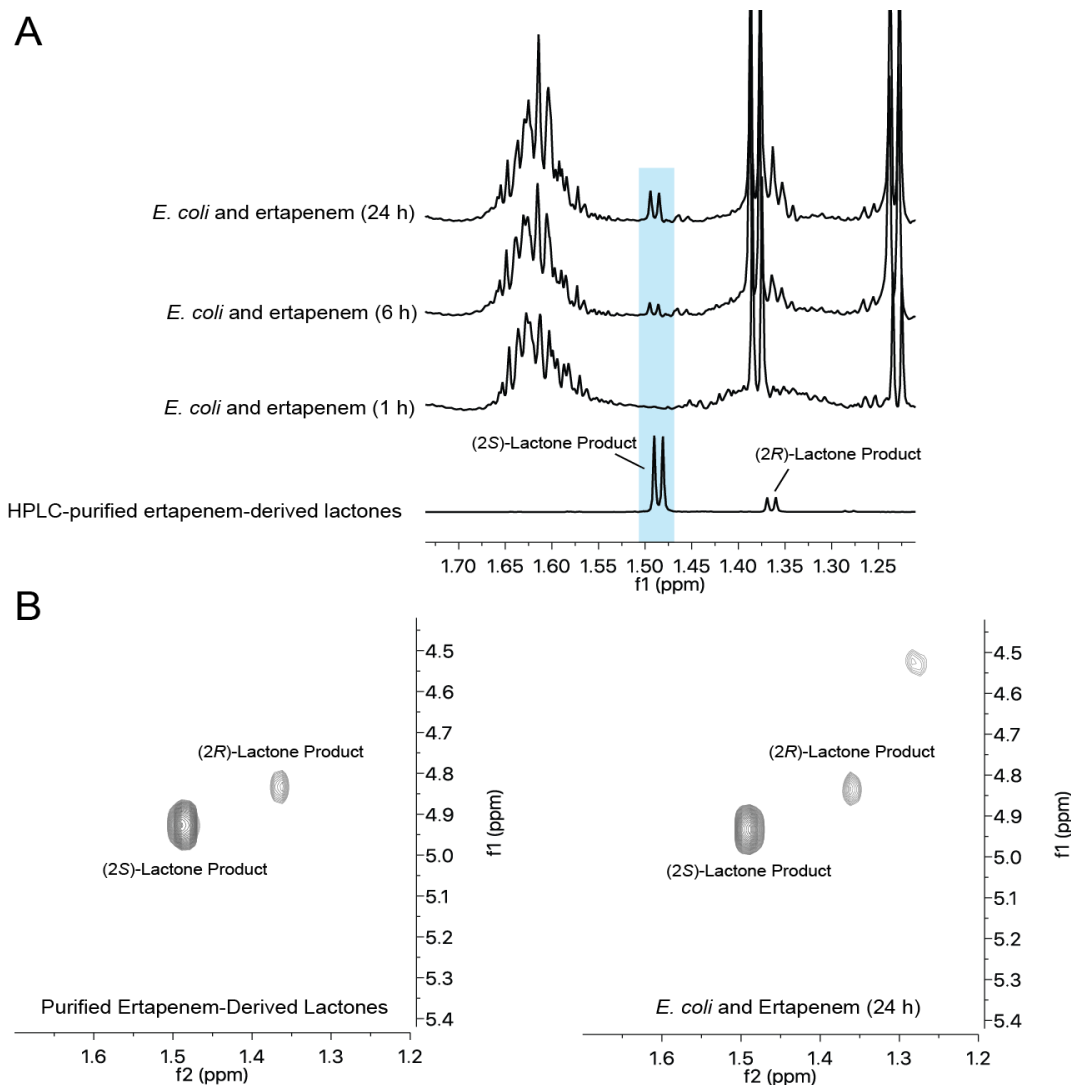 A
E. coli and ertapenem (24 h)
E. coli and ertapenem (6 h)
E. coli and ertapenem (1 h)
(2S)-Lactone Product
(2R)-Lactone Product
HPLC-purified ertapenem-derived lactones
1.70 1.65 1.60 1.55 1.50 1.45 1.40 1.35 1.30 1.25
f1 (ppm)
B
(2R)-Lactone Product
(2S)-Lactone Product
Purified Ertapenem-Derived Lactones
4.5
4.6
4.7
4.8
4.9
5.0
5.1
5.2
5.3
5.4
f1 (ppm)
1.6 1.5 1.4 1.3 1.2
f2 (ppm)
(2R)-Lactone Product
(2S)-Lactone Product
E. coli and Ertapenem (24 h)
4.5
4.6
4.7
4.8
4.9
5.0
5.1
5.2
5.3
5.4
f1 (ppm)
1.6 1.5 1.4 1.3 1.2
f2 (ppm)